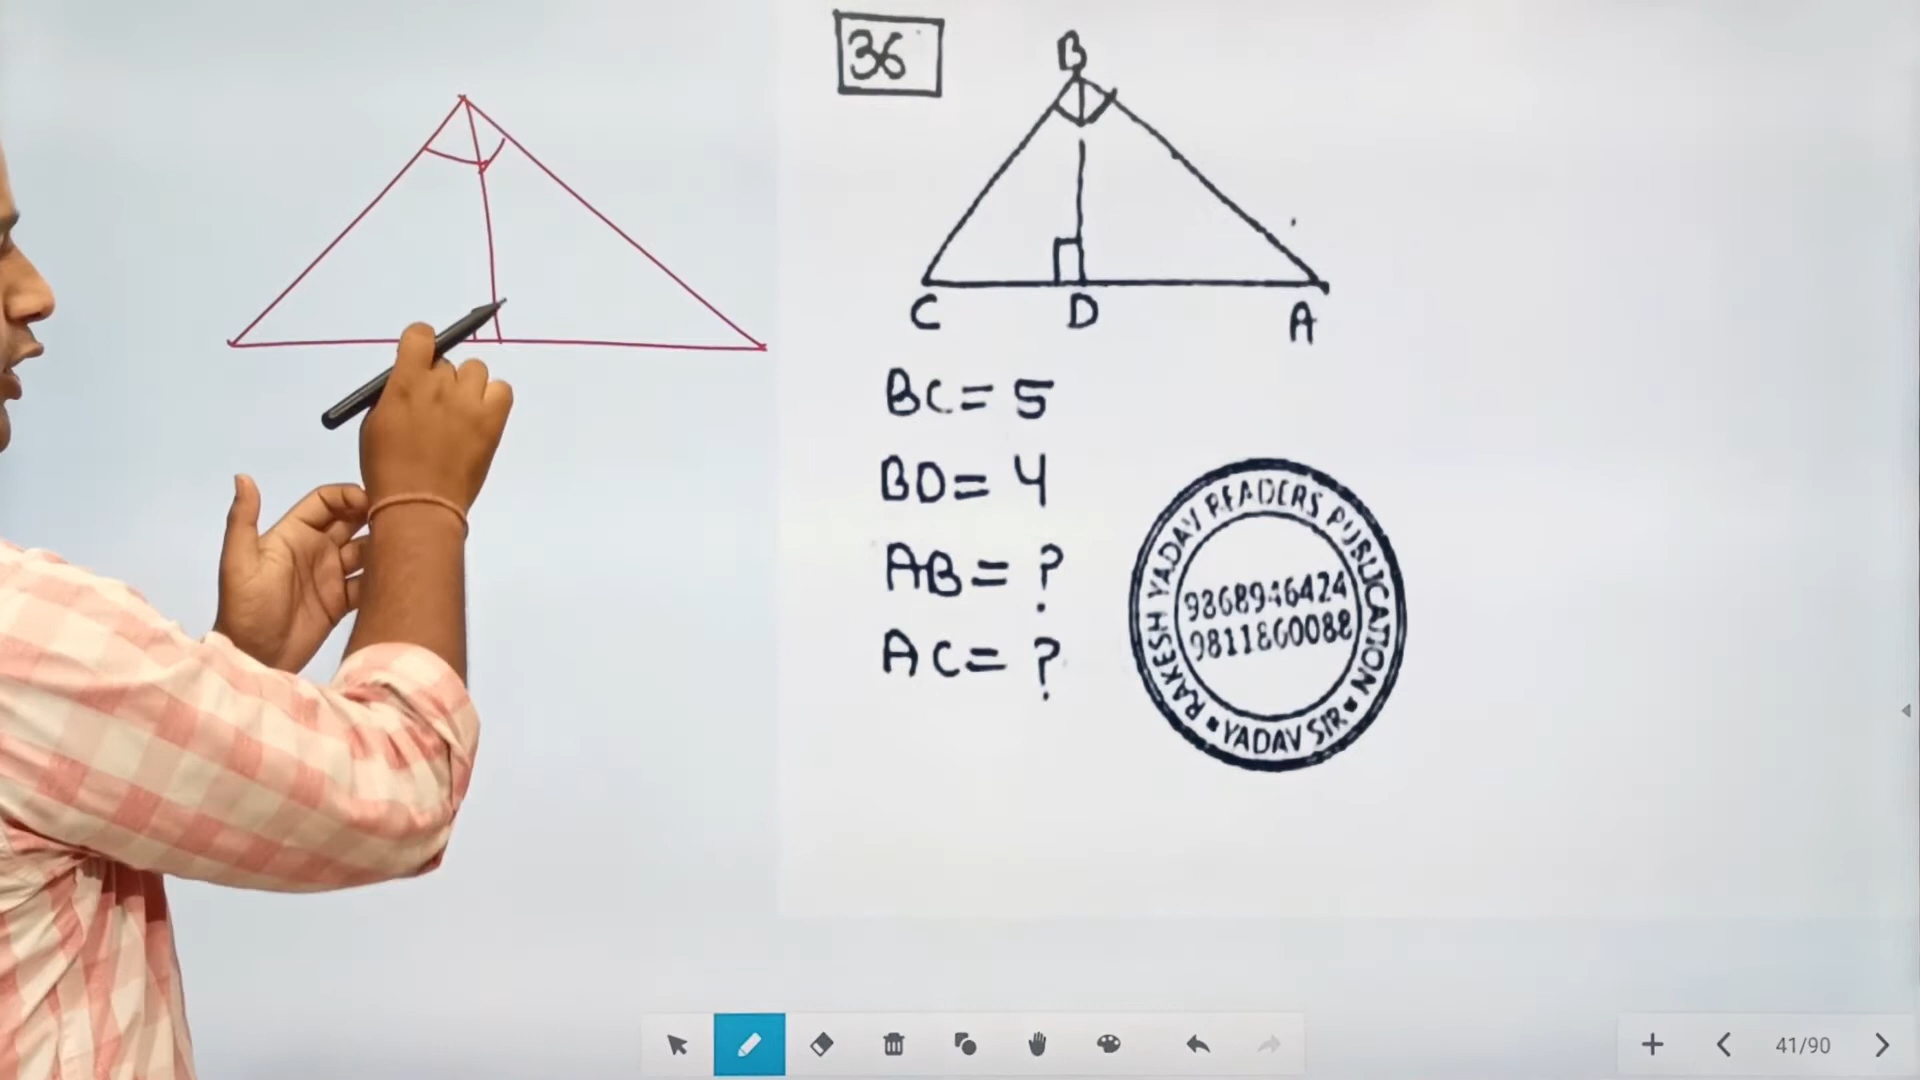 36
B
C D A
BC = 5
BD = 4
AB = ?
AC = ?
RAKESH YADAV READERS PUBLICATION
9868946424
9811860088
YADAV SIR
41/90